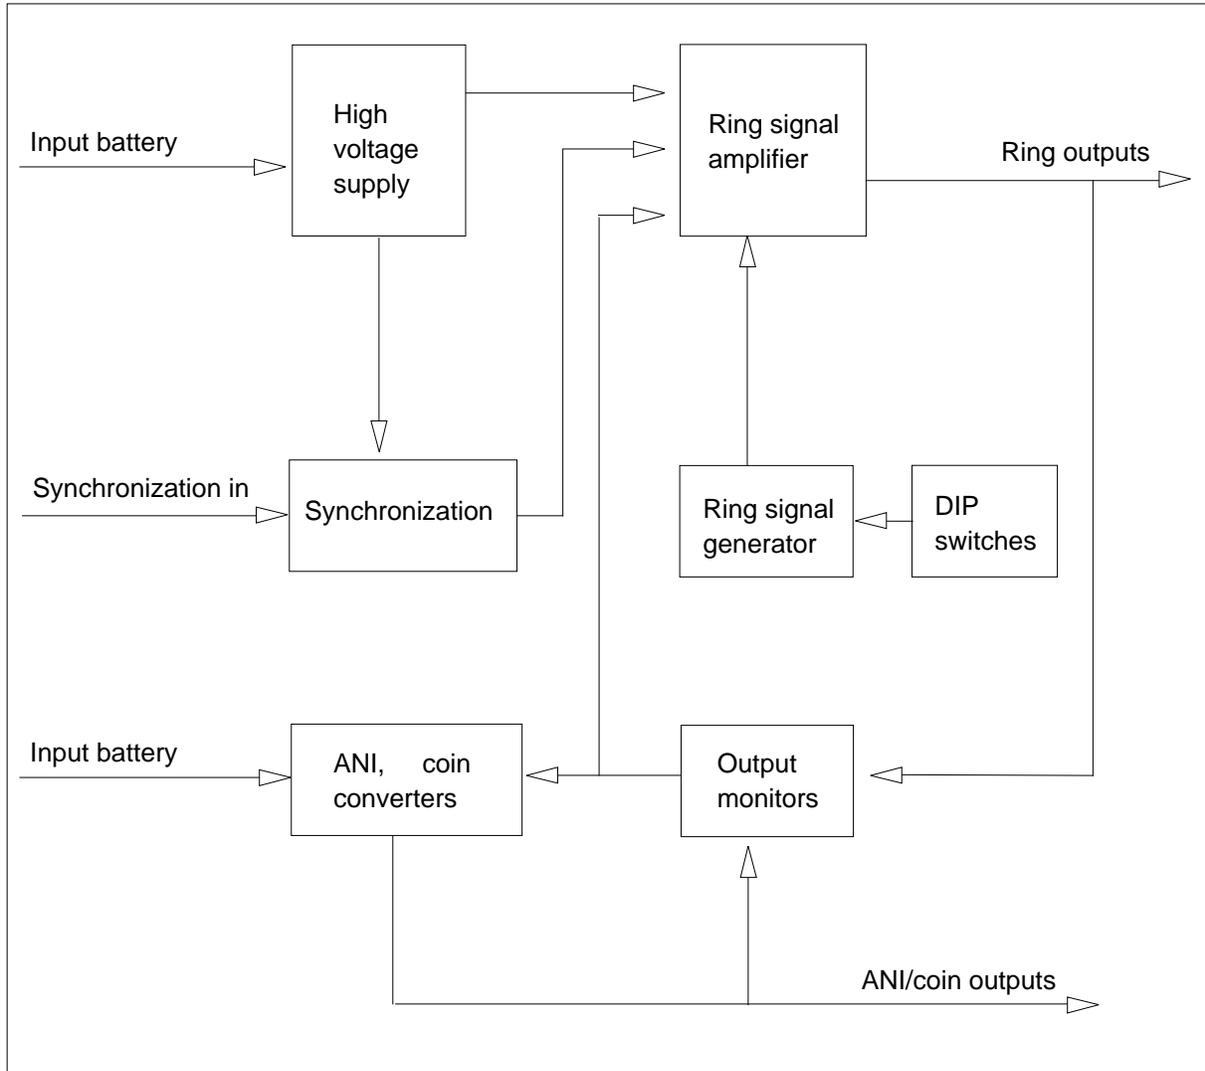 Input battery
High
voltage
supply
Ring signal
amplifier
Ring outputs
Synchronization in
Synchronization
Ring signal
generator
DIP
switches
Input battery
ANI, coin
converters
Output
monitors
ANI/coin outputs